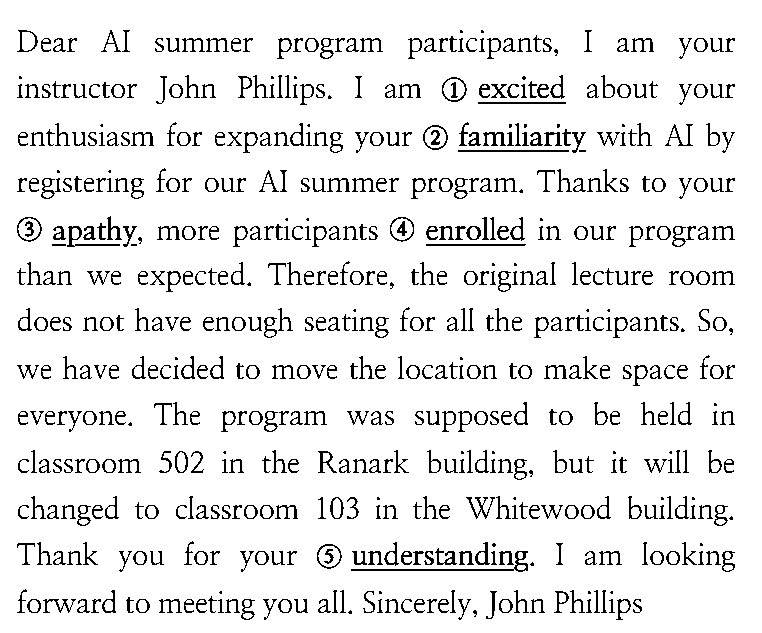 Dear AI summer program participants, I am your
instructor John Phillips. I am ① excited about your
enthusiasm for expanding your ② familiarity with AI by
registering for our AI summer program. Thanks to your
③ apathy, more participants ④ enrolled in our program
than we expected. Therefore, the original lecture room
does not have enough seating for all the participants. So,
we have decided to move the location to make space for
everyone. The program was supposed to be held in
classroom 502 in the Ranark building, but it will be
changed to classroom 103 in the Whitewood building.
Thank you for your ⑤ understanding. I am looking
forward to meeting you all. Sincerely, John Phillips